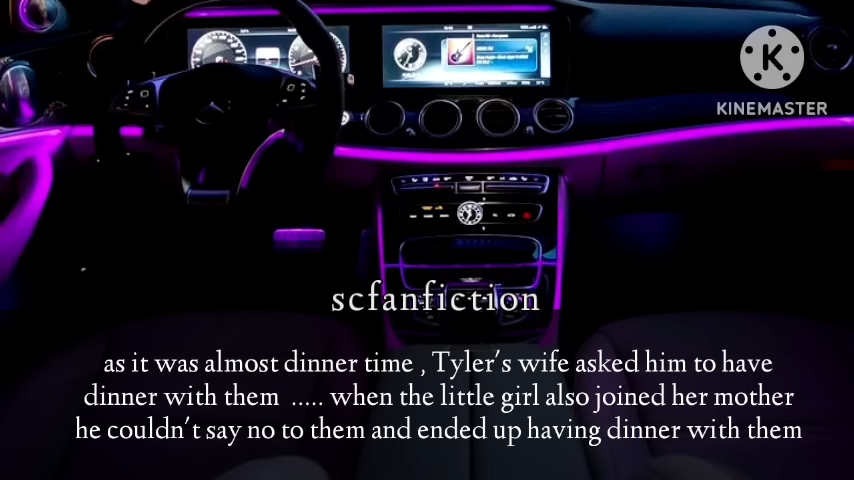 KINEMASTER
scfanfiction
as it was almost dinner time , Tyler's wife asked him to have
dinner with them ..... when the little girl also joined her mother
he couldn't say no to them and ended up having dinner with them